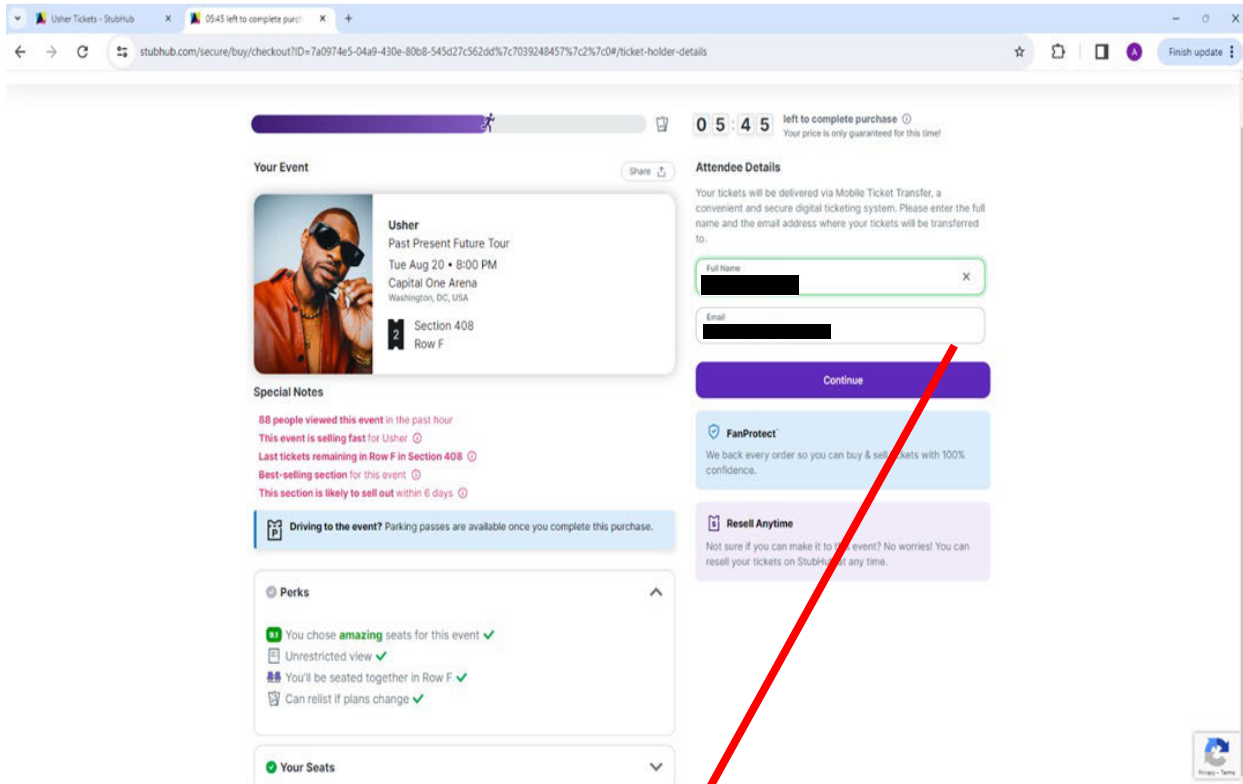 Usher Tickets - StubHub
05:45 left to complete purch
stubhub.com/secure/buy/checkout?ID=7a0974e5-04a9-430e-80b8-545d27c562dd%7c7039248457%7c2%7c0#/ticket-holder-details
A
Finish update
05:45
left to complete purchase
Your price is only guaranteed for this time!
Your Event
Share
Usher
Past Present Future Tour
Tue Aug 20 • 8:00 PM
Capital One Arena
Washington, DC, USA
2
Section 408
Row F
Special Notes
88 people viewed this event in the past hour
This event is selling fast for Usher
Last tickets remaining in Row F in Section 408
Best-selling section for this event
This section is likely to sell out within 6 days
P
Driving to the event? Parking passes are available once you complete this purchase.
Perks
9.1 You chose amazing seats for this event
Unrestricted view
You'll be seated together in Row F
Can relist if plans change
Your Seats
Attendee Details
Your tickets will be delivered via Mobile Ticket Transfer, a
convenient and secure digital ticketing system. Please enter the full
name and the email address where your tickets will be transferred
to.
Full Name
Email
Continue
FanProtect
We back every order so you can buy & sell tickets with 100%
confidence.
Resell Anytime
Not sure if you can make it to this event? No worries! You can
resell your tickets on StubHub at any time.
Privacy - Terms